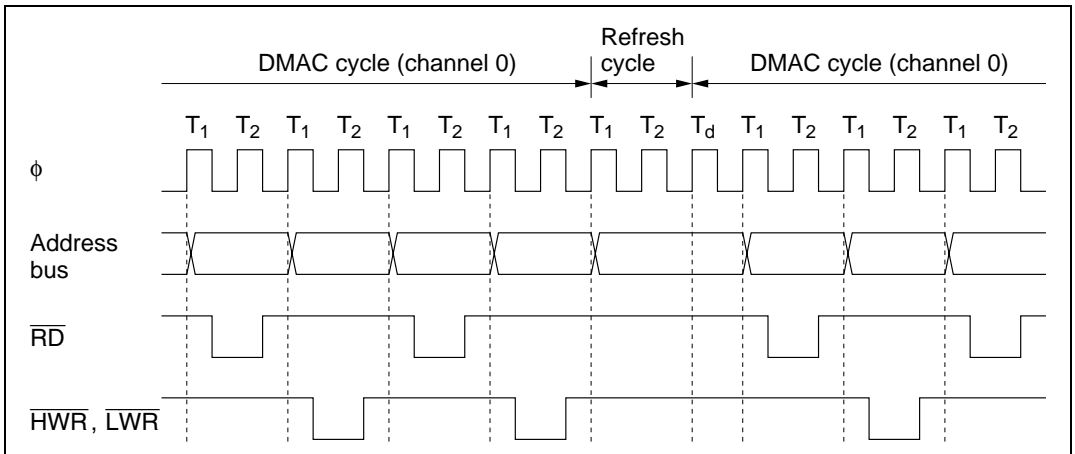 Refresh
DMAC cycle (channel 0) cycle DMAC cycle (channel 0)
T1 T2 T1 T2 T1 T2 T1 T2 T1 T2 Td T1 T2 T1 T2 T1 T2
ϕ
Address
bus
RD
HWR, LWR